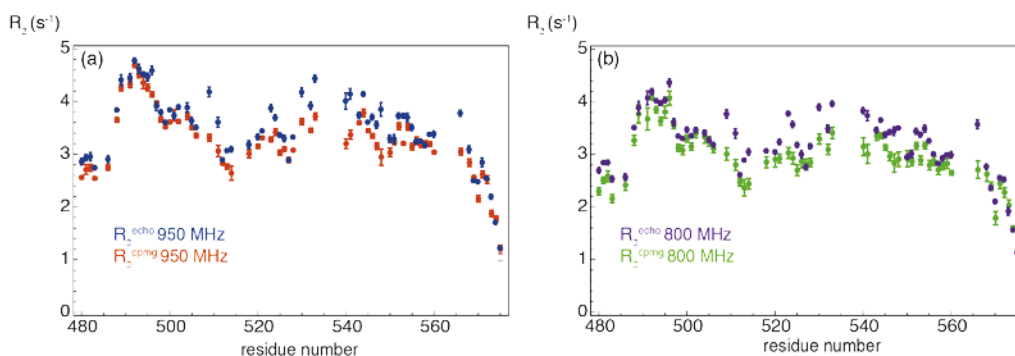 R₂ (s⁻¹)
(a)
5
4
3
2
1
0
R₂ᵉᶜʰᵒ 950 MHz
R₂ᶜᵖᵐᵍ 950 MHz
480 500 520 540 560
residue number
R₂ (s⁻¹)
(b)
5
4
3
2
1
0
R₂ᵉᶜʰᵒ 800 MHz
R₂ᶜᵖᵐᵍ 800 MHz
480 500 520 540 560
residue number